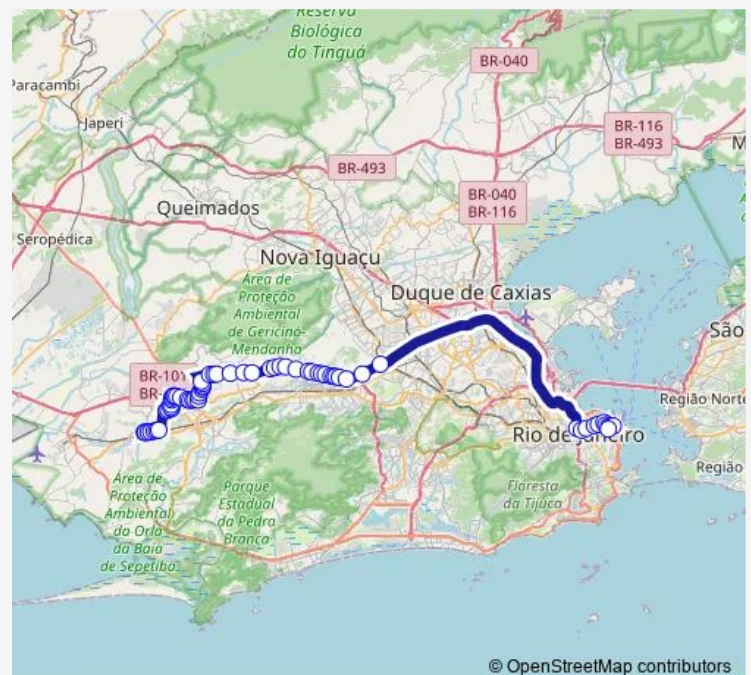 Reserva
Biológica
do Tinguá
BR-040
Paracambi
Japeri
BR-116
BR-493
BR-493
BR-040
BR-116
Queimados
Seropédica
Nova Iguaçu
Duque de Caxias
Área de
Proteção
Ambiental
de Gericinó-
Mendanha
São
BR-101
BR-
Região Norte
Rio de Janeiro
Região
Área de
Proteção
Ambiental
da Orla
da Baía
de Sepetiba
Parque
Estadual
da Pedra
Branca
Floresta
da Tijuca
© OpenStreetMap contributors